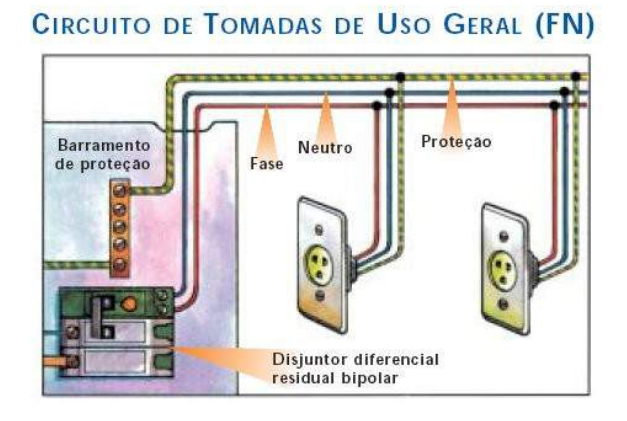 CIRCUITO DE TOMADAS DE USO GERAL (FN)
Barramento
de proteção
Fase
Neutro
Proteção
Disjuntor diferencial
residual bipolar